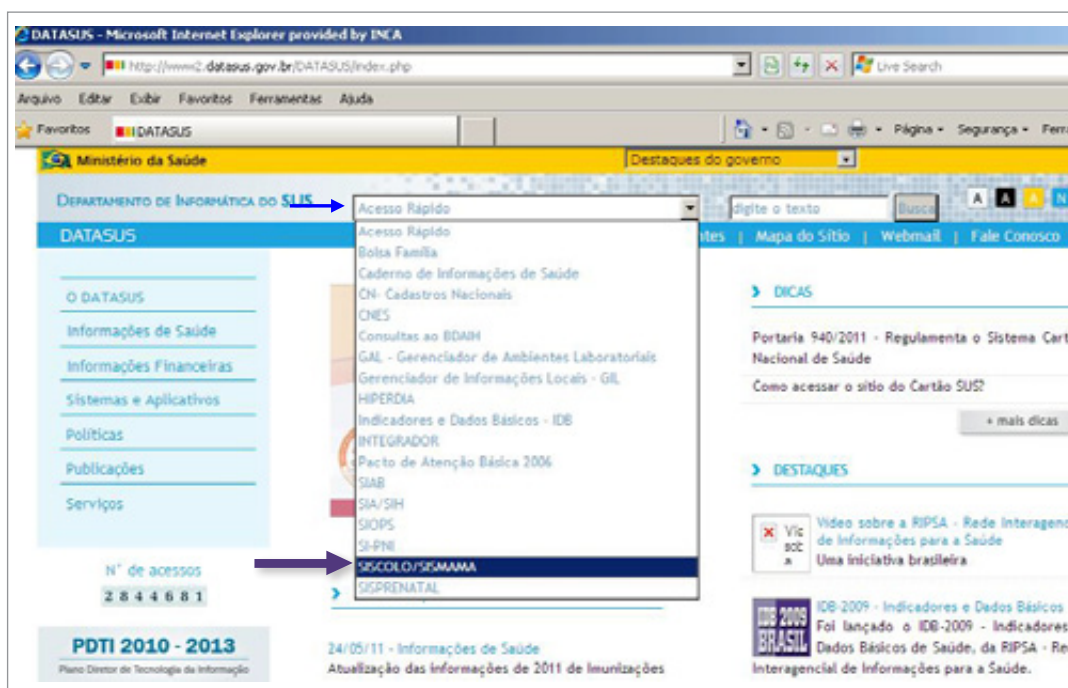 DATASUS - Microsoft Internet Explorer provided by INCA
http://www2.datasus.gov.br/DATASUS/index.php
Live Search
Arquivo Editar Exibir Favoritos Ferramentas Ajuda
Favoritos DATASUS Página Segurança Ferra
Ministério da Saúde Destaques do governo
DEPARTAMENTO DE INFORMÁTICA DO SUS
Acesso Rápido
digite o texto Busca A A N
DATASUS
ntes | Mapa do Sítio | Webmail | Fale Conosco
O DATASUS
Informações de Saúde
Informações Financeiras
Sistemas e Aplicativos
Políticas
Publicações
Serviços
N° de acessos
2844681
PDTI 2010 - 2013
Plano Diretor de Tecnologia da Informação
Acesso Rápido
Bolsa Família
Caderno de Informações de Saúde
CN- Cadastros Nacionais
CNES
Consultas ao BDAIH
GAL - Gerenciador de Ambientes Laboratoriais
Gerenciador de Informações Locais - GIL
HIPERDIA
Indicadores e Dados Básicos - IDB
INTEGRADOR
Pacto de Atenção Básica 2006
SIAB
SIA/SIH
SIOPS
SI-PNI
SISCOLO/SISMAMA
SISPRENATAL
24/05/11 - Informações de Saúde
Atualização das informações de 2011 de Imunizações
DICAS
Portaria 940/2011 - Regulamenta o Sistema Cart
Nacional de Saúde
Como acessar o sítio do Cartão SUS?
+ mais dicas
DESTAQUES
Víc
sob
a
Vídeo sobre a RIPSA - Rede Interagenc
de Informações para a Saúde
Uma iniciativa brasileira
IDB 2009
BRASIL
IDB-2009 - Indicadores e Dados Básicos
Foi lançado o IDB-2009 - Indicadores
Dados Básicos de Saúde, da RIPSA - Re
Interagencial de Informações para a Saúde.